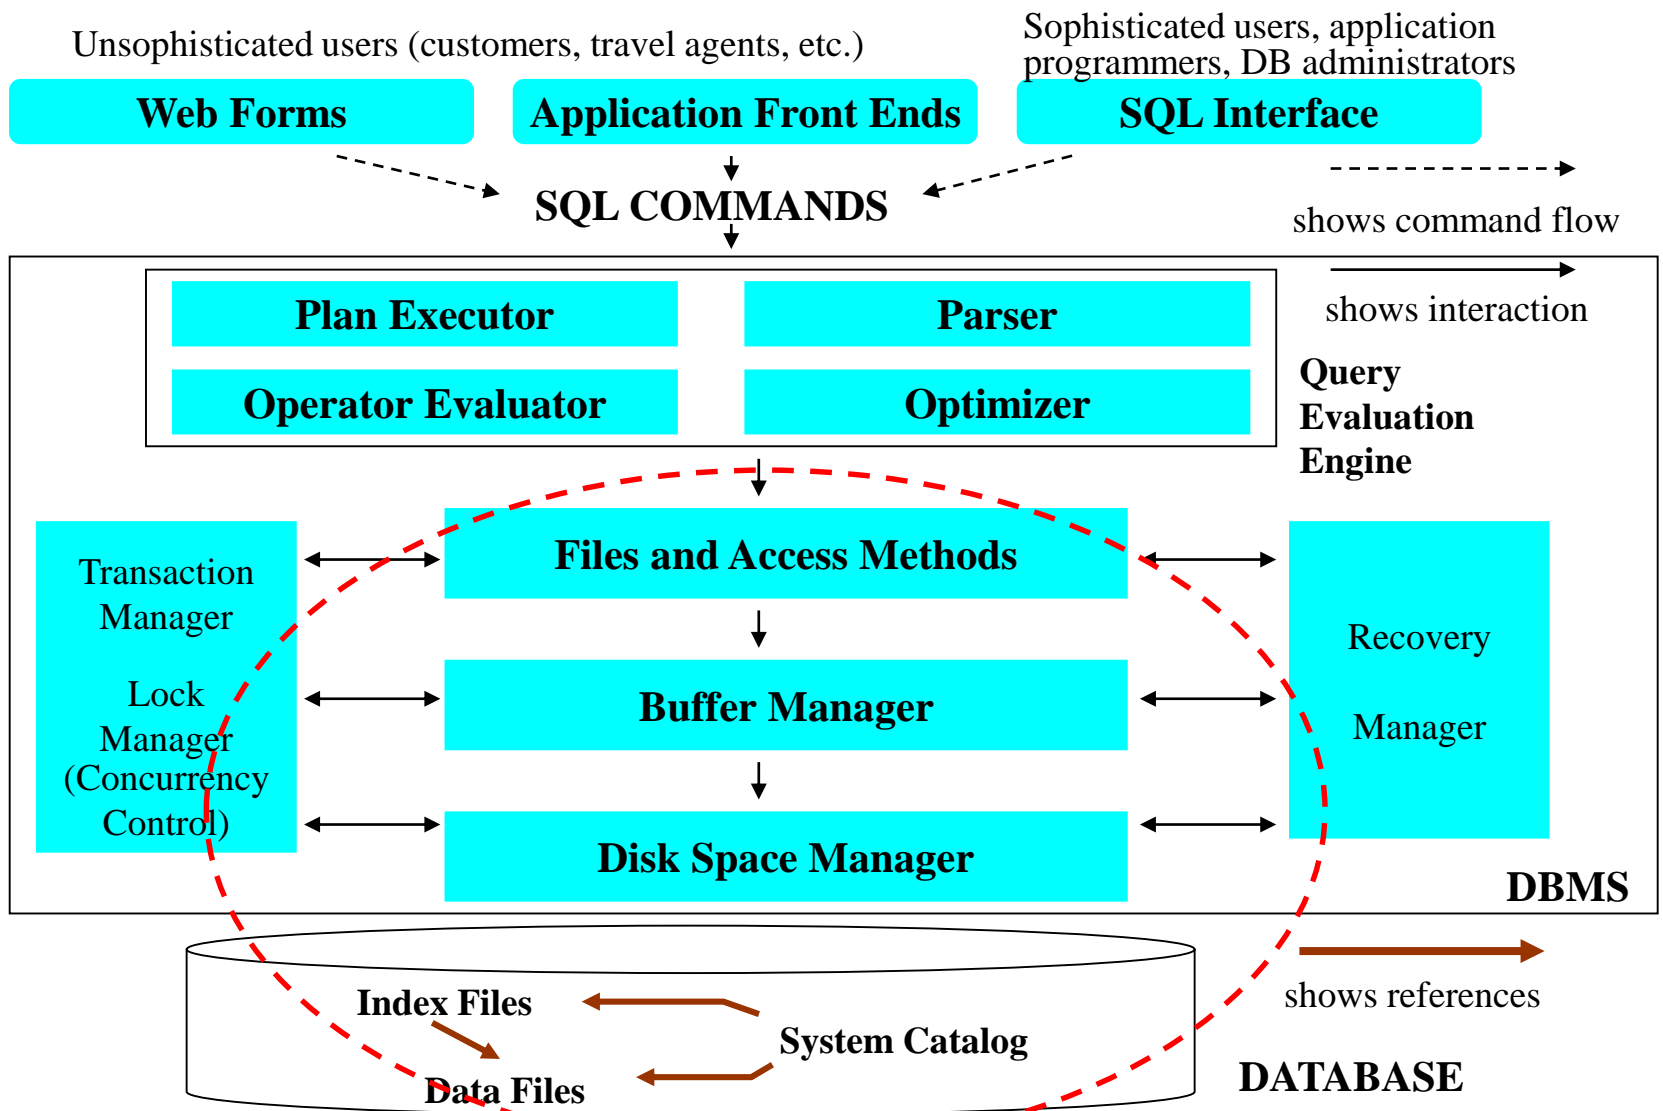 Unsophisticated users (customers, travel agents, etc.)
Sophisticated users, application
programmers, DB administrators
Web Forms
Application Front Ends
SQL Interface
SQL COMMANDS
shows command flow
shows interaction
Plan Executor
Parser
Operator Evaluator
Optimizer
Query
Evaluation
Engine
Transaction
Manager
Lock
Manager
(Concurrency
Control)
Files and Access Methods
Buffer Manager
Disk Space Manager
Recovery
Manager
DBMS
Index Files
System Catalog
Data Files
shows references
DATABASE